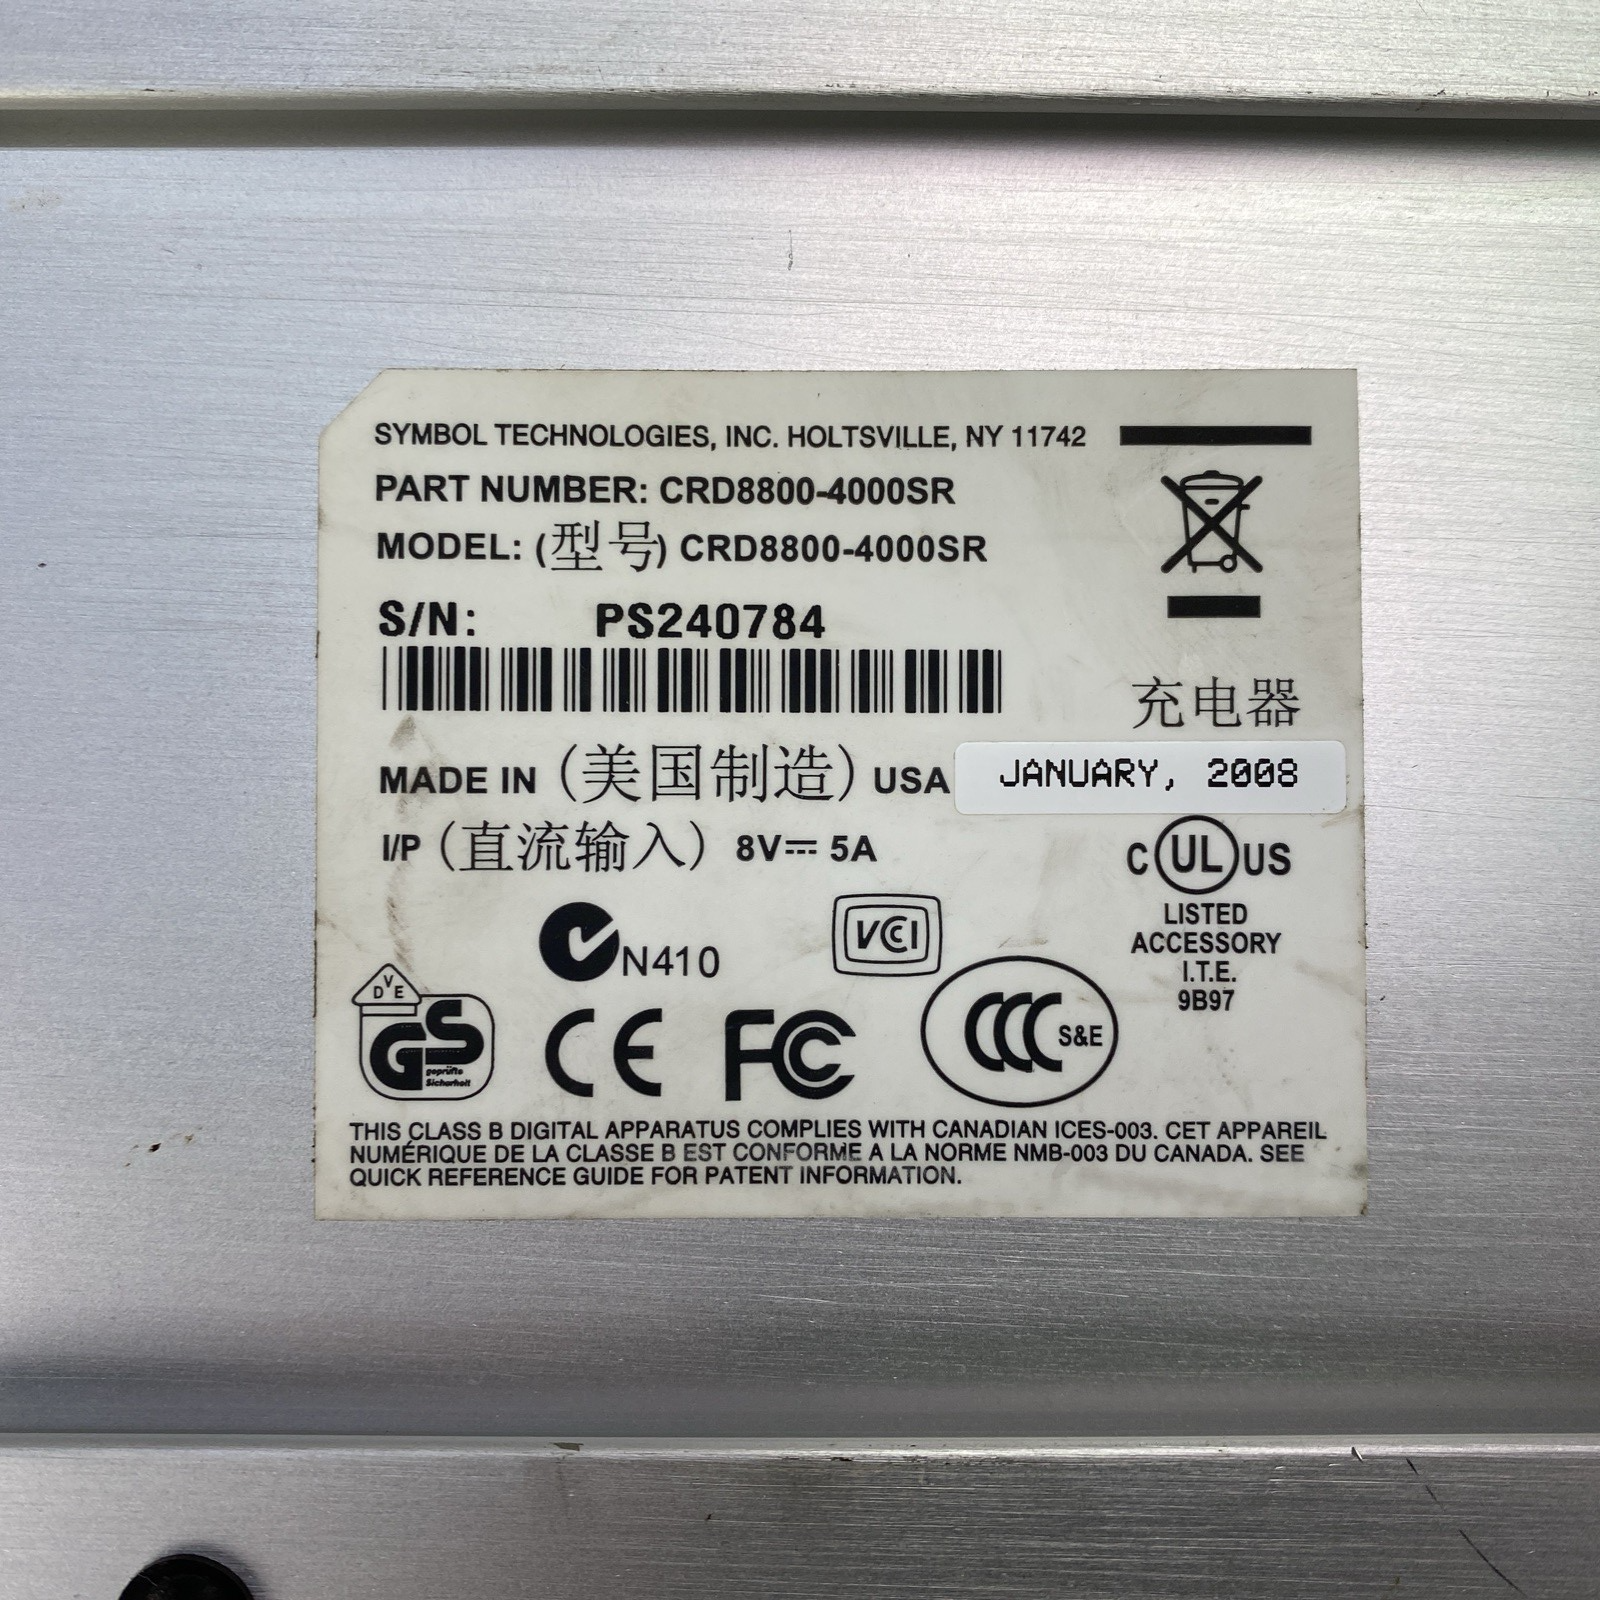 SYMBOL TECHNOLOGIES, INC. HOLTSVILLE, NY 11742
PART NUMBER: CRD8800-4000SR
MODEL: (型号) CRD8800-4000SR
S/N: PS240784
充电器
MADE IN (美国制造) USA
JANUARY, 2008
I/P (直流输入) 8V⎓ 5A
C UL US
LISTED
ACCESSORY
I.T.E.
9B97
N410
VCI
DVE
GS
geprüfte
Sicherheit
CE
FC
CCC S&E
THIS CLASS B DIGITAL APPARATUS COMPLIES WITH CANADIAN ICES-003. CET APPAREIL
NUMÉRIQUE DE LA CLASSE B EST CONFORME A LA NORME NMB-003 DU CANADA. SEE
QUICK REFERENCE GUIDE FOR PATENT INFORMATION.